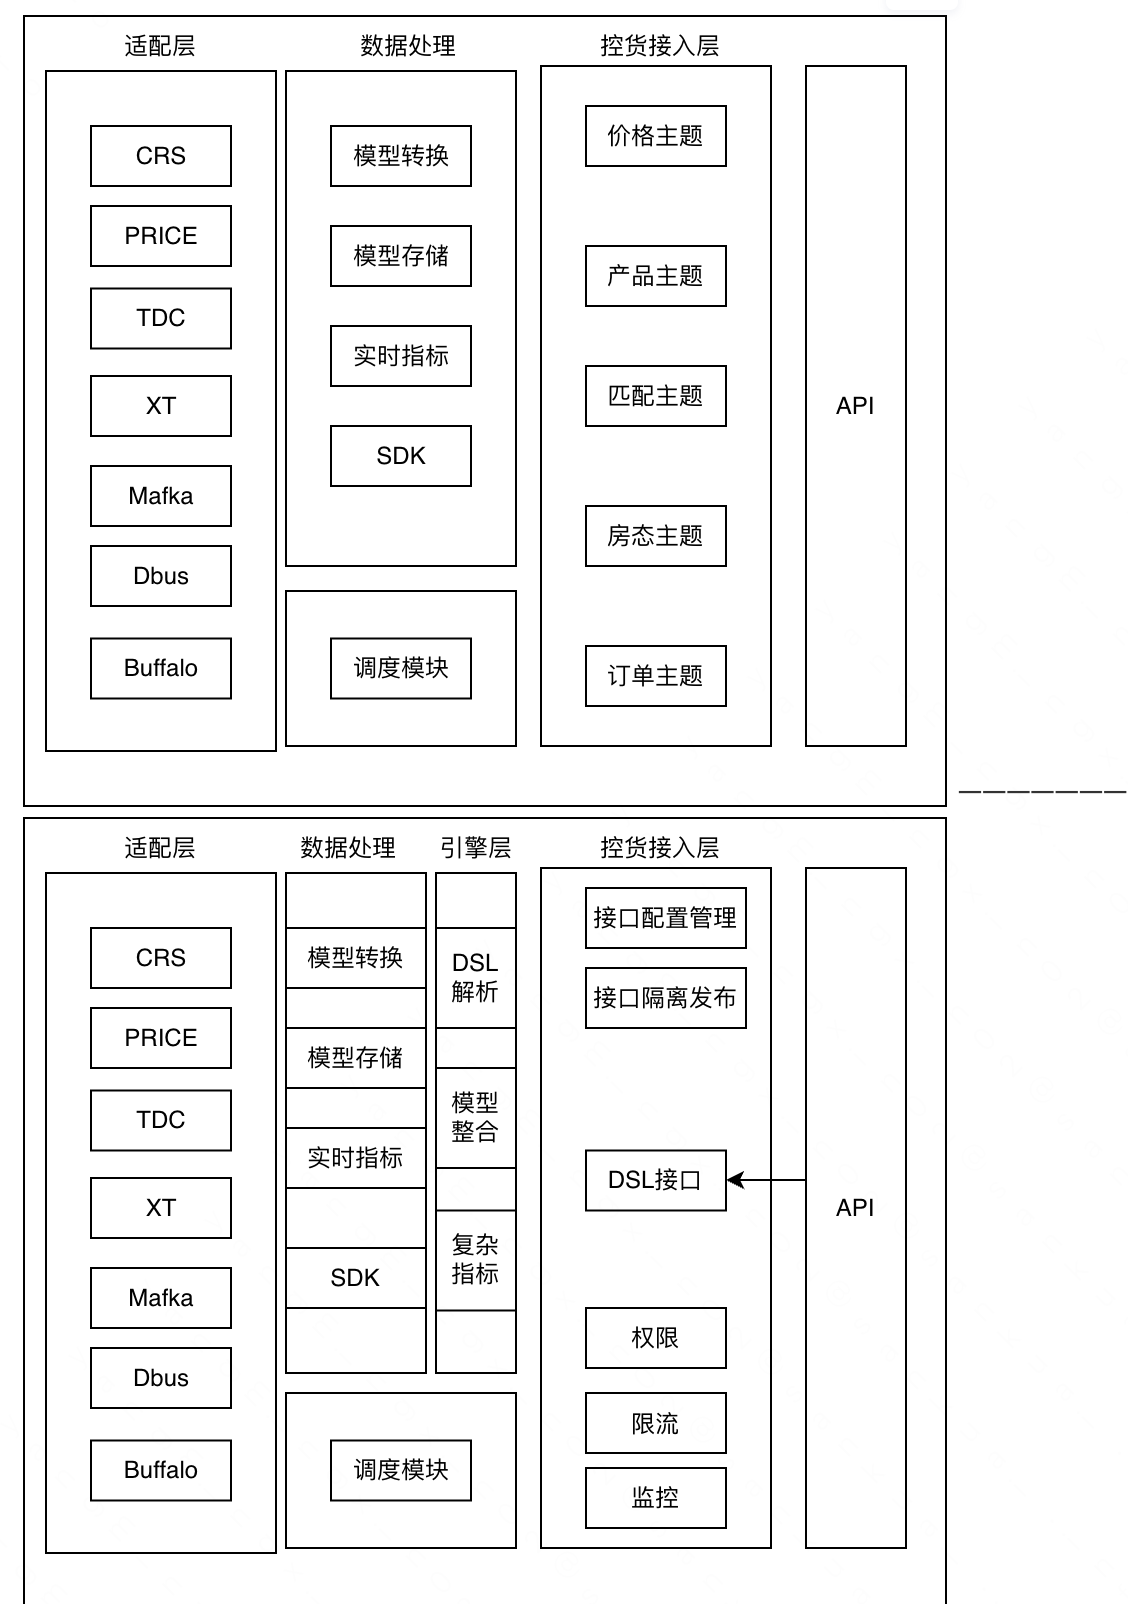 适配层
数据处理
控货接入层
CRS
PRICE
TDC
XT
Mafka
Dbus
Buffalo
模型转换
模型存储
实时指标
SDK
调度模块
价格主题
产品主题
匹配主题
房态主题
订单主题
API
适配层
数据处理
引擎层
控货接入层
CRS
PRICE
TDC
XT
Mafka
Dbus
Buffalo
模型转换
模型存储
实时指标
SDK
DSL
解析
模型
整合
复杂
指标
调度模块
接口配置管理
接口隔离发布
DSL接口
权限
限流
监控
API